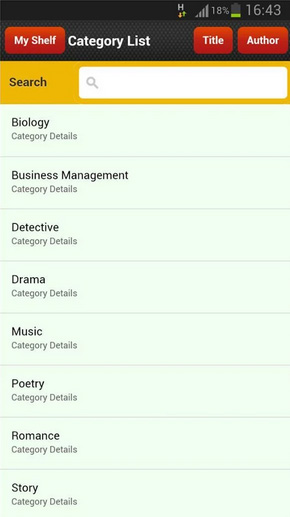 H 18% 16:43
My Shelf Category List Title Author
Search
Biology
Category Details
Business Management
Category Details
Detective
Category Details
Drama
Category Details
Music
Category Details
Poetry
Category Details
Romance
Category Details
Story
Category Details